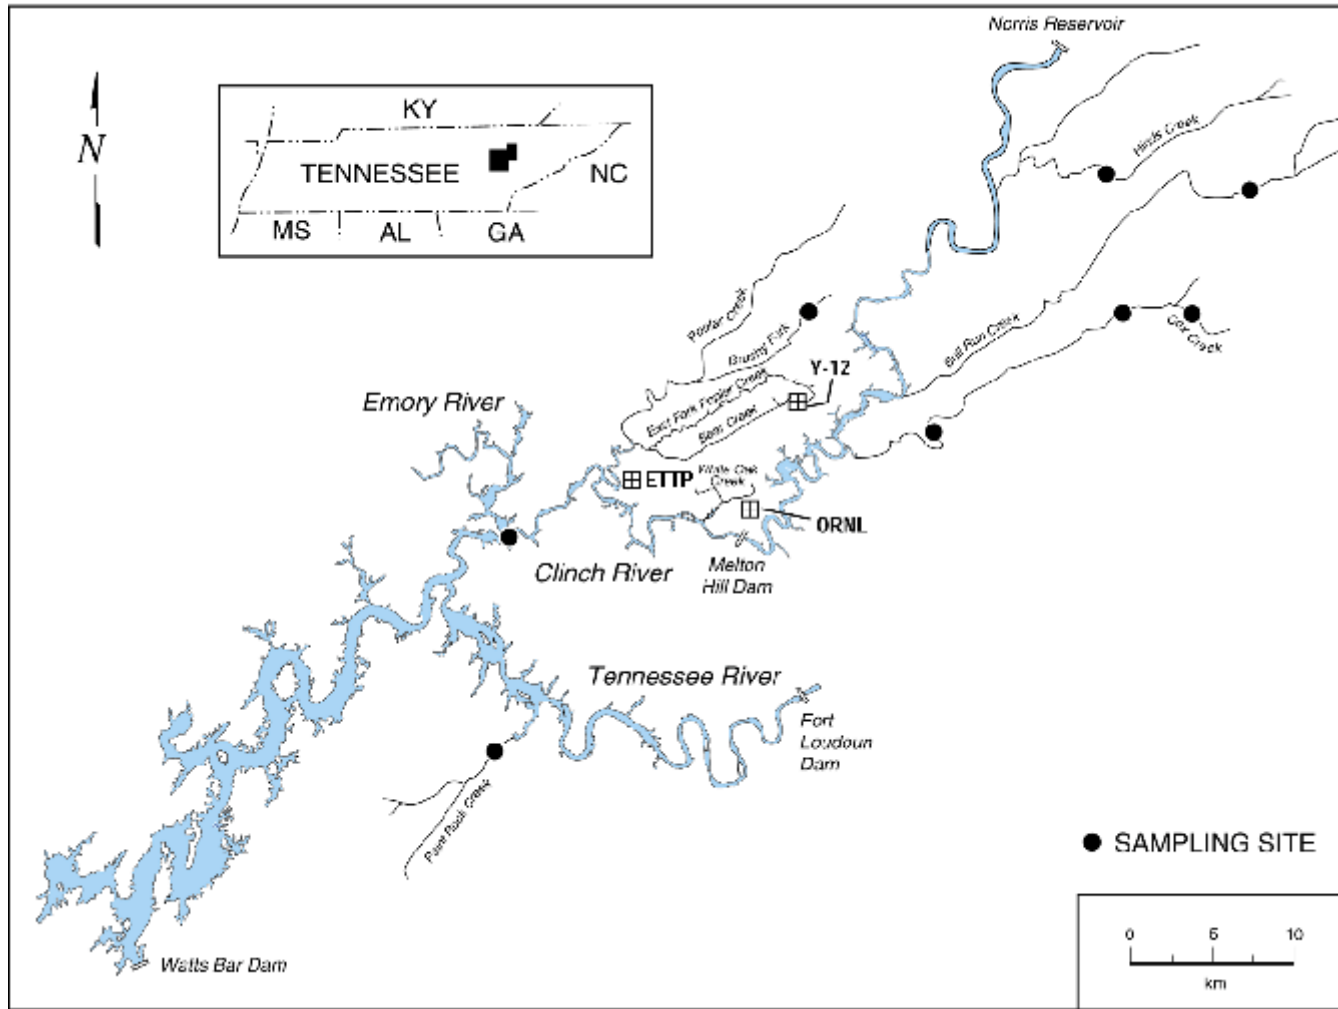 Norris Reservoir
N
KY
TENNESSEE
NC
MS
AL
GA
Hinds Creek
Poplar Creek
Brushy Fork
Bull Run Creek
Cox Creek
Y-12
East Fork Poplar Creek
Bear Creek
Emory River
White Oak
Creek
ETTP
ORNL
Clinch River
Melton
Hill Dam
Tennessee River
Fort
Loudoun
Dam
Paint Rock Creek
SAMPLING SITE
Watts Bar Dam
0
5
10
km